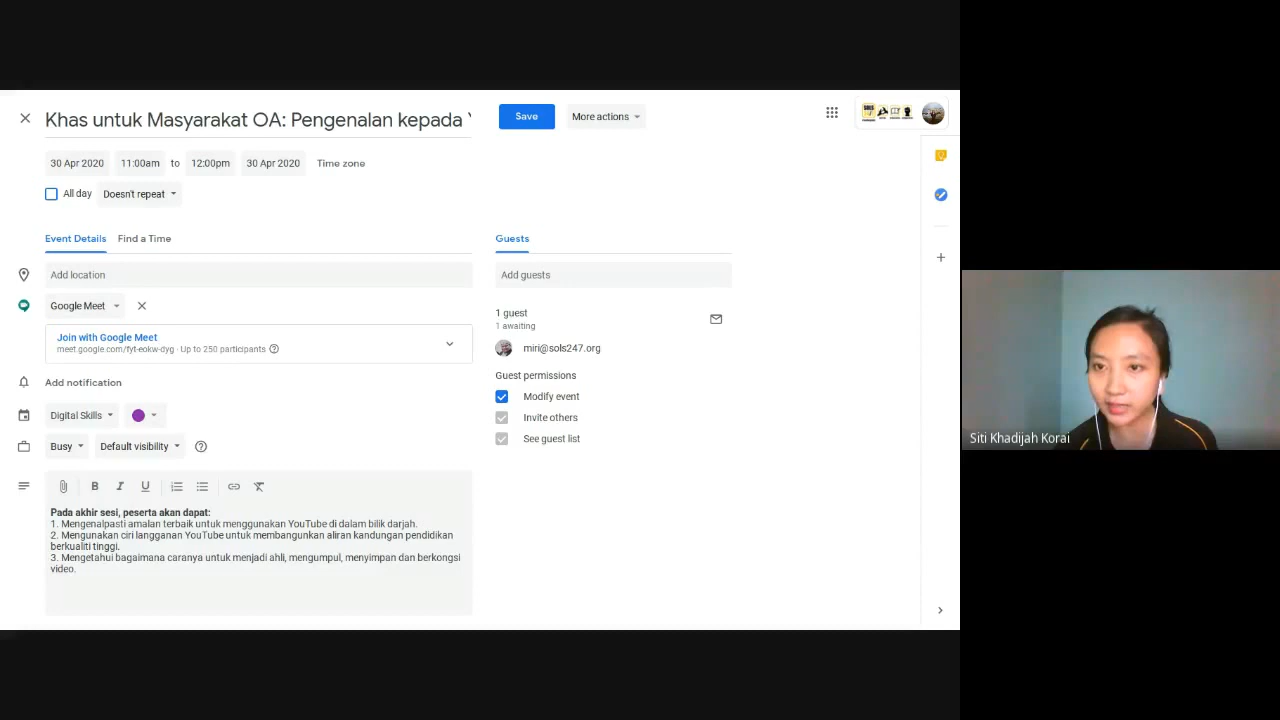 Khas untuk Masyarakat OA: Pengenalan kepada
Save
More actions
30 Apr 2020 11:00am to 12:00pm 30 Apr 2020 Time zone
All day Doesn't repeat
Event Details Find a Time
Guests
Add location
Add guests
Google Meet
Join with Google Meet
meet.google.com/fyt-eokw-dyg · Up to 250 participants
1 guest
1 awaiting
miri@sols247.org
Guest permissions
Add notification
Modify event
Digital Skills
Invite others
Busy Default visibility
See guest list
B I U
Pada akhir sesi, peserta akan dapat:
1. Mengenalpasti amalan terbaik untuk menggunakan YouTube di dalam bilik darjah.
2. Mengunakan ciri langganan YouTube untuk membangunkan aliran kandungan pendidikan
berkualiti tinggi.
3. Mengetahui bagaimana caranya untuk menjadi ahli, mengumpul, menyimpan dan berkongsi
video.
Siti Khadijah Korai